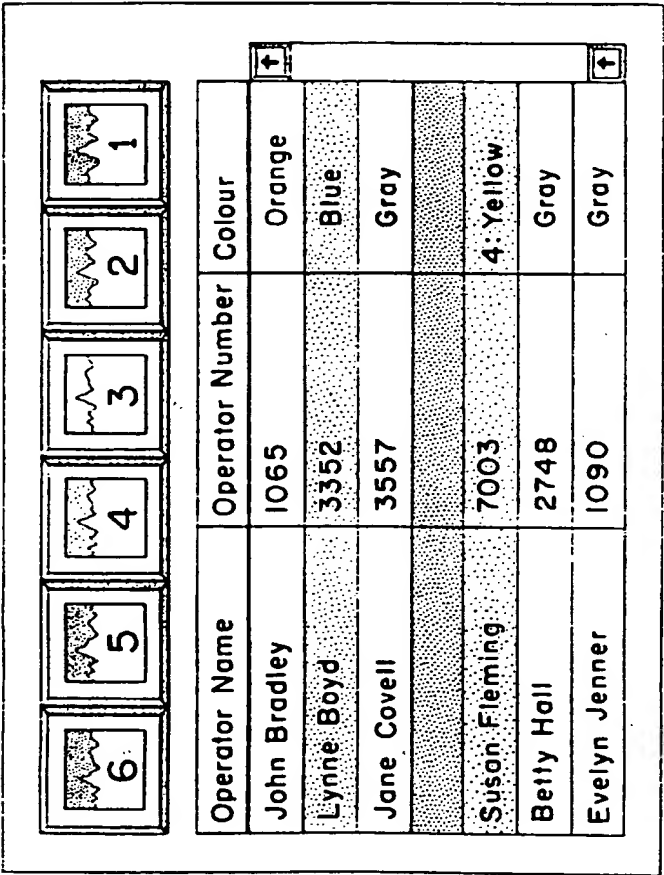 6 5 4 3 2 1
Operator Name Operator Number Colour
John Bradley 1065 Orange
Lynne Boyd 3352 Blue
Jane Covell 3557 Gray
Susan Fleming 7003 4: Yellow
Betty Hall 2748 Gray
Evelyn Jenner 1090 Gray